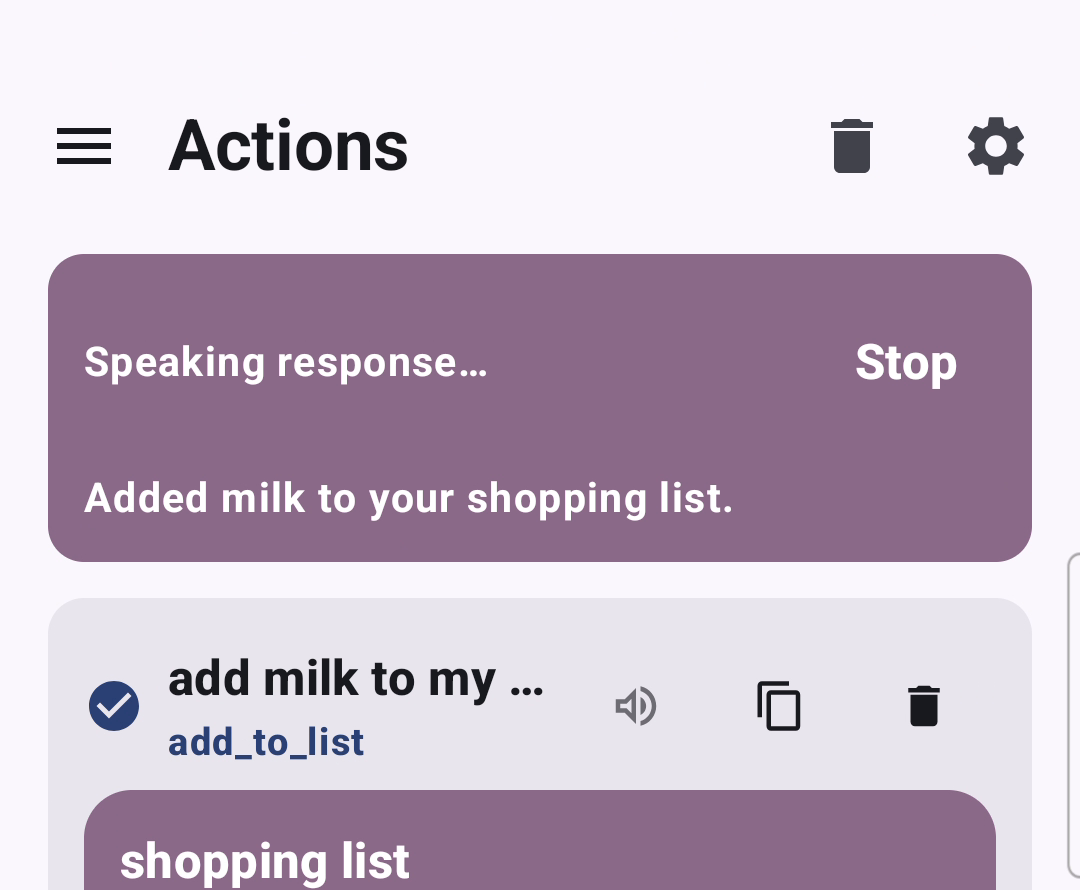 Actions
Speaking response…
Stop
Added milk to your shopping list.
add milk to my …
add_to_list
shopping list